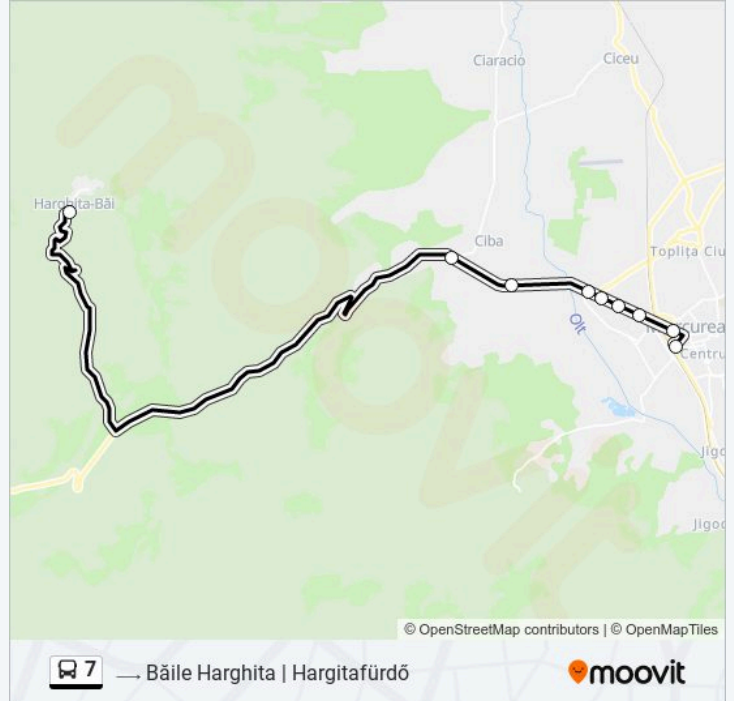 Ciaracio
Ciceu
Harghita-Băi
Ciba
Toplița Ciu
Olt
Centru
Jigo
Jigod
© OpenStreetMap contributors | © OpenMapTiles
7 → Băile Harghita | Hargitafürdő
moovit